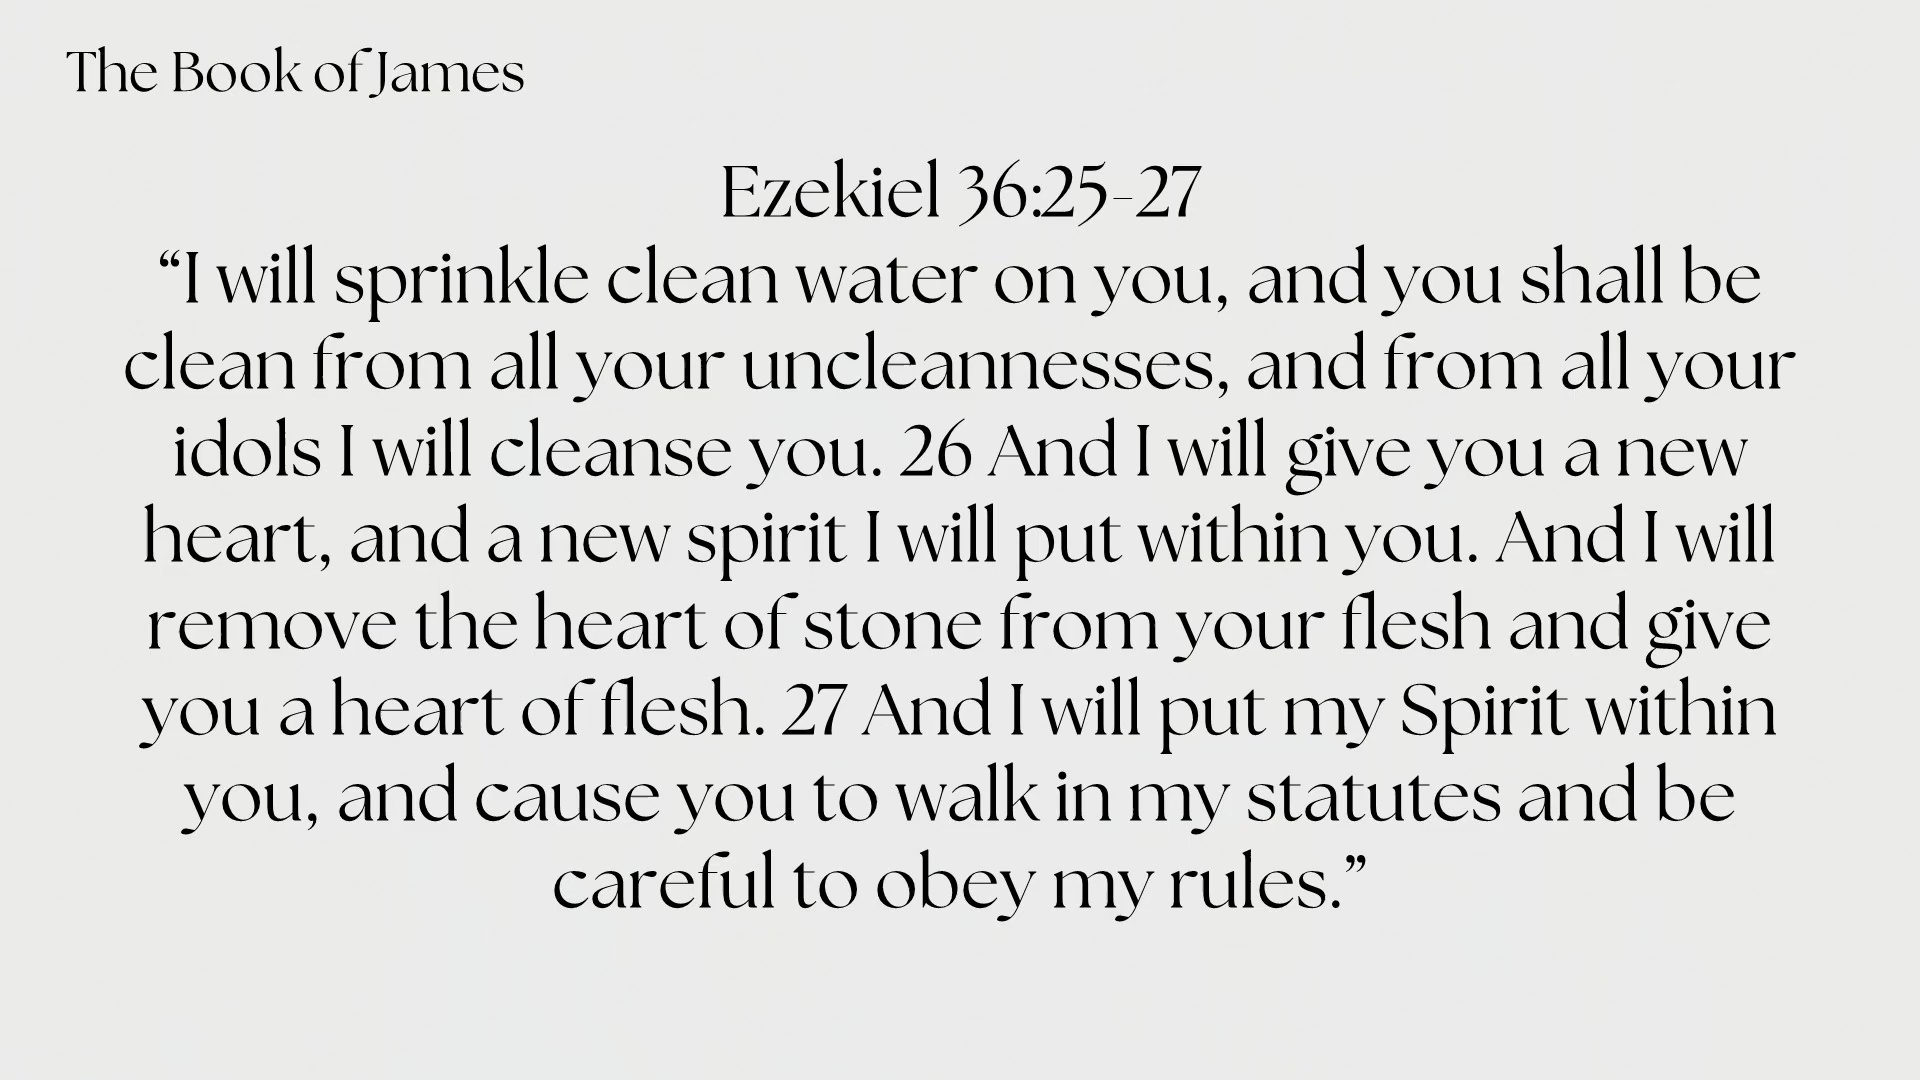 The Book of James
Ezekiel 36:25-27
“I will sprinkle clean water on you, and you shall be
clean from all your uncleannesses, and from all your
idols I will cleanse you. 26 And I will give you a new
heart, and a new spirit I will put within you. And I will
remove the heart of stone from your flesh and give
you a heart of flesh. 27 And I will put my Spirit within
you, and cause you to walk in my statutes and be
careful to obey my rules.”